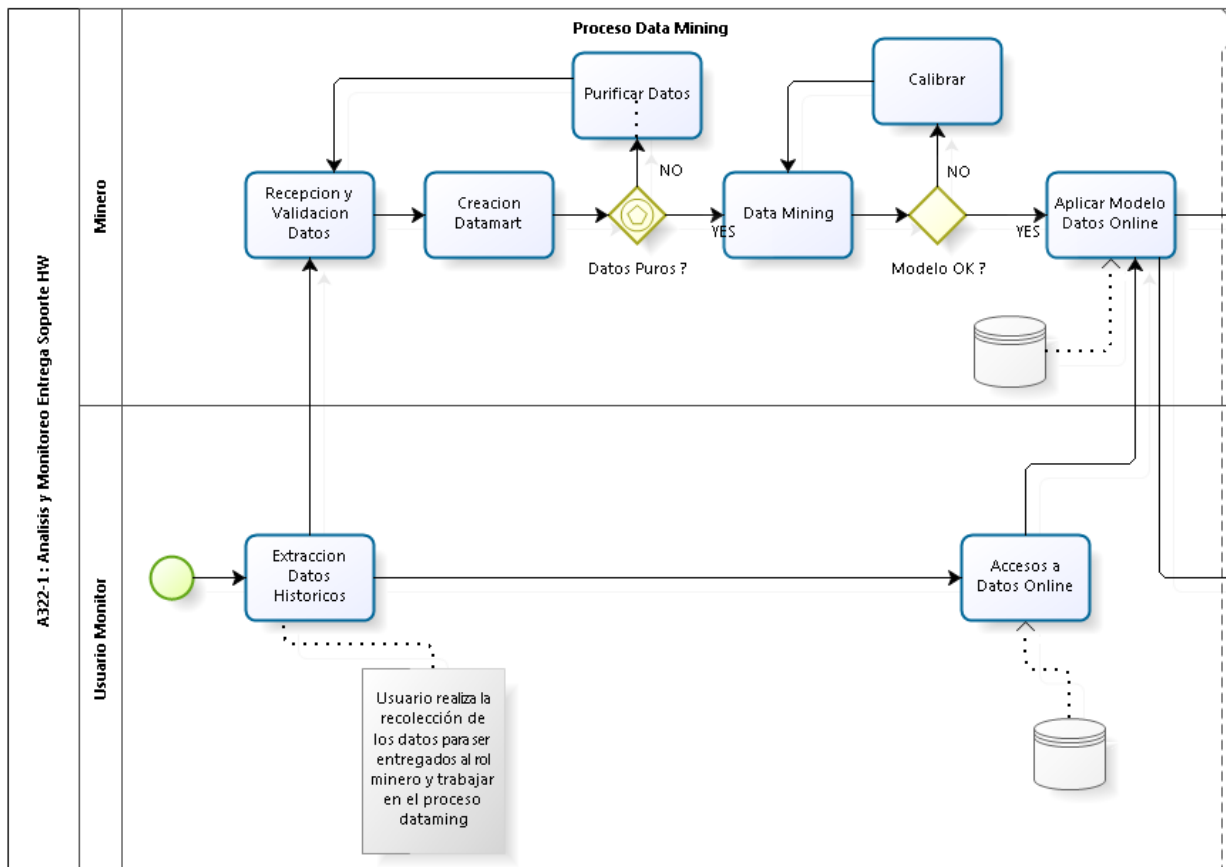 A322-1 : Analisis y Monitoreo Entrega Soporte HW
Minero
Proceso Data Mining
Purificar Datos
Calibrar
NO
NO
Recepcion y
Validacion
Datos
Creacion
Datamart
Datos Puros ?
YES
Data Mining
Modelo OK ?
YES
Aplicar Modelo
Datos Online
Usuario Monitor
Extraccion
Datos
Historicos
Accesos a
Datos Online
Usuario realiza la
recolección de
los datos para ser
entregados al rol
minero y trabajar
en el proceso
dataming